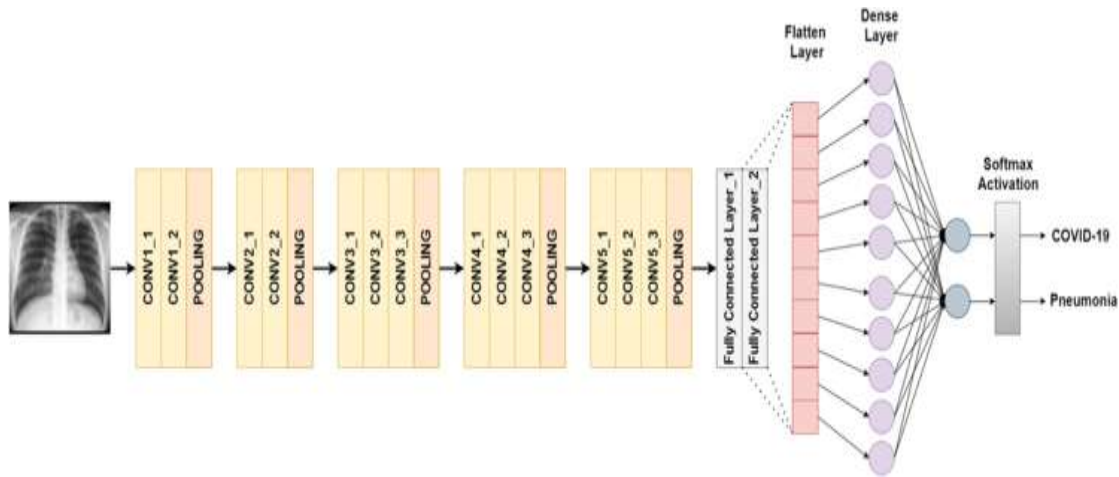 CONV1_1
CONV1_2
POOLING
CONV2_1
CONV2_2
POOLING
CONV3_1
CONV3_2
CONV3_3
POOLING
CONV4_1
CONV4_2
CONV4_3
POOLING
CONV5_1
CONV5_2
CONV5_3
POOLING
Fully Connected Layer_1
Fully Connected Layer_2
Flatten
Layer
Dense
Layer
Softmax
Activation
COVID-19
Pneumonia